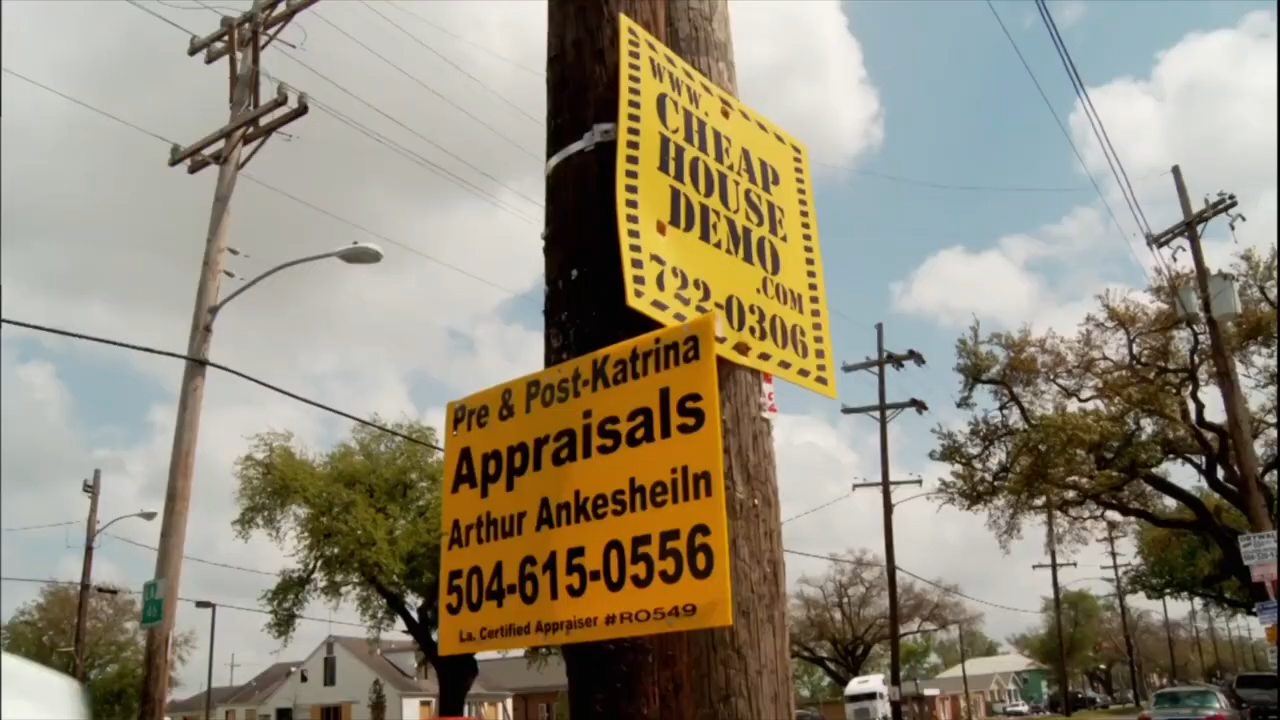 WWW.
CHEAP
HOUSE
DEMO
.COM
722-0306
Pre & Post-Katrina
Appraisals
Arthur Ankesheiln
504-615-0556
La. Certified Appraiser #RO549